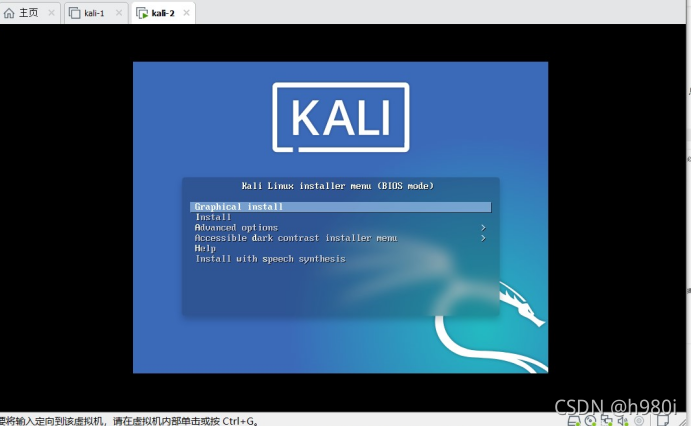 主页
kali-1
kali-2
KALI
Kali Linux installer menu (BIOS mode)
Graphical install
Install
Advanced options >
Accessible dark contrast installer menu >
Help
Install with speech synthesis
CSDN @h980i
要将输入定向到该虚拟机，请在虚拟机内部单击或按 Ctrl+G。